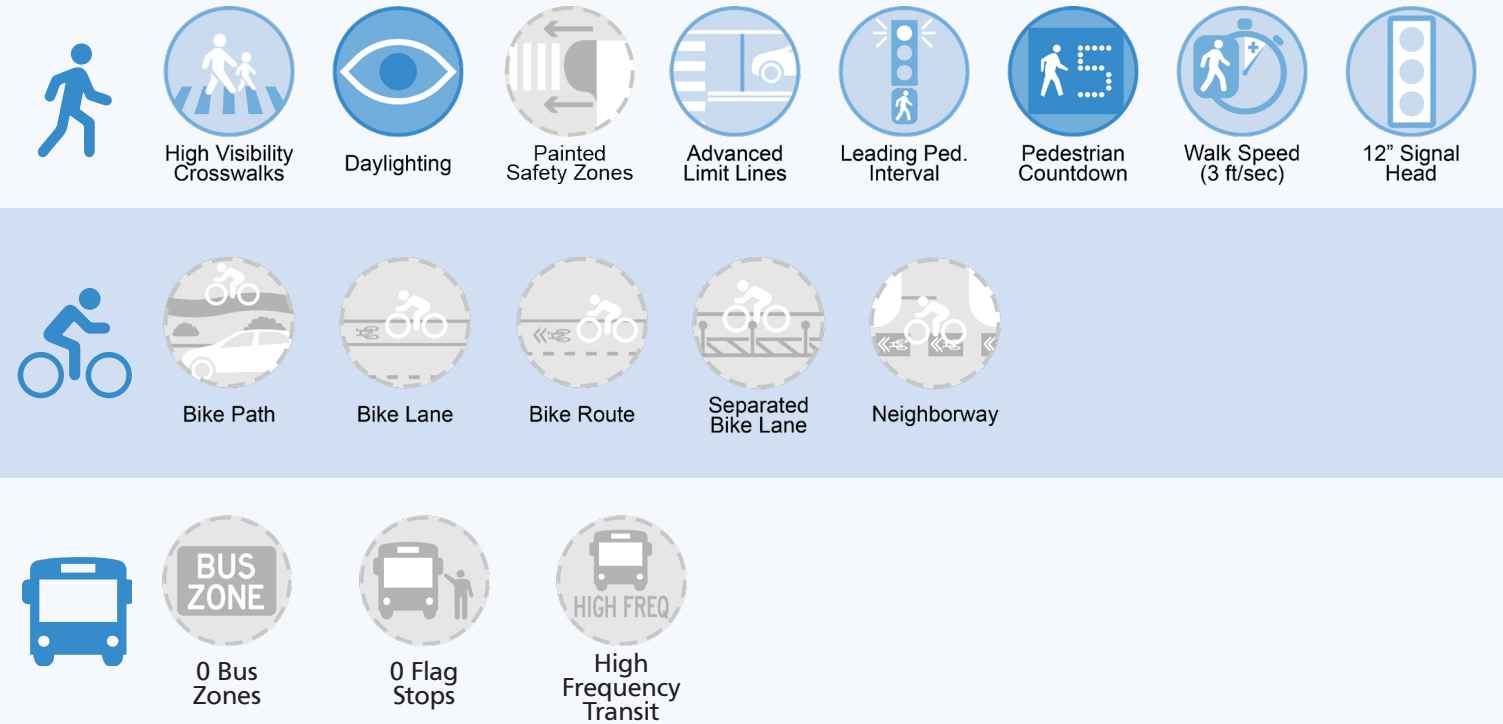 High Visibility
Crosswalks
Daylighting
Painted
Safety Zones
Advanced
Limit Lines
Leading Ped.
Interval
5
Pedestrian
Countdown
Walk Speed
(3 ft/sec)
12” Signal
Head
Bike Path
Bike Lane
Bike Route
Separated
Bike Lane
Neighborway
BUS
ZONE
0 Bus
Zones
0 Flag
Stops
HIGH FREQ
High
Frequency
Transit